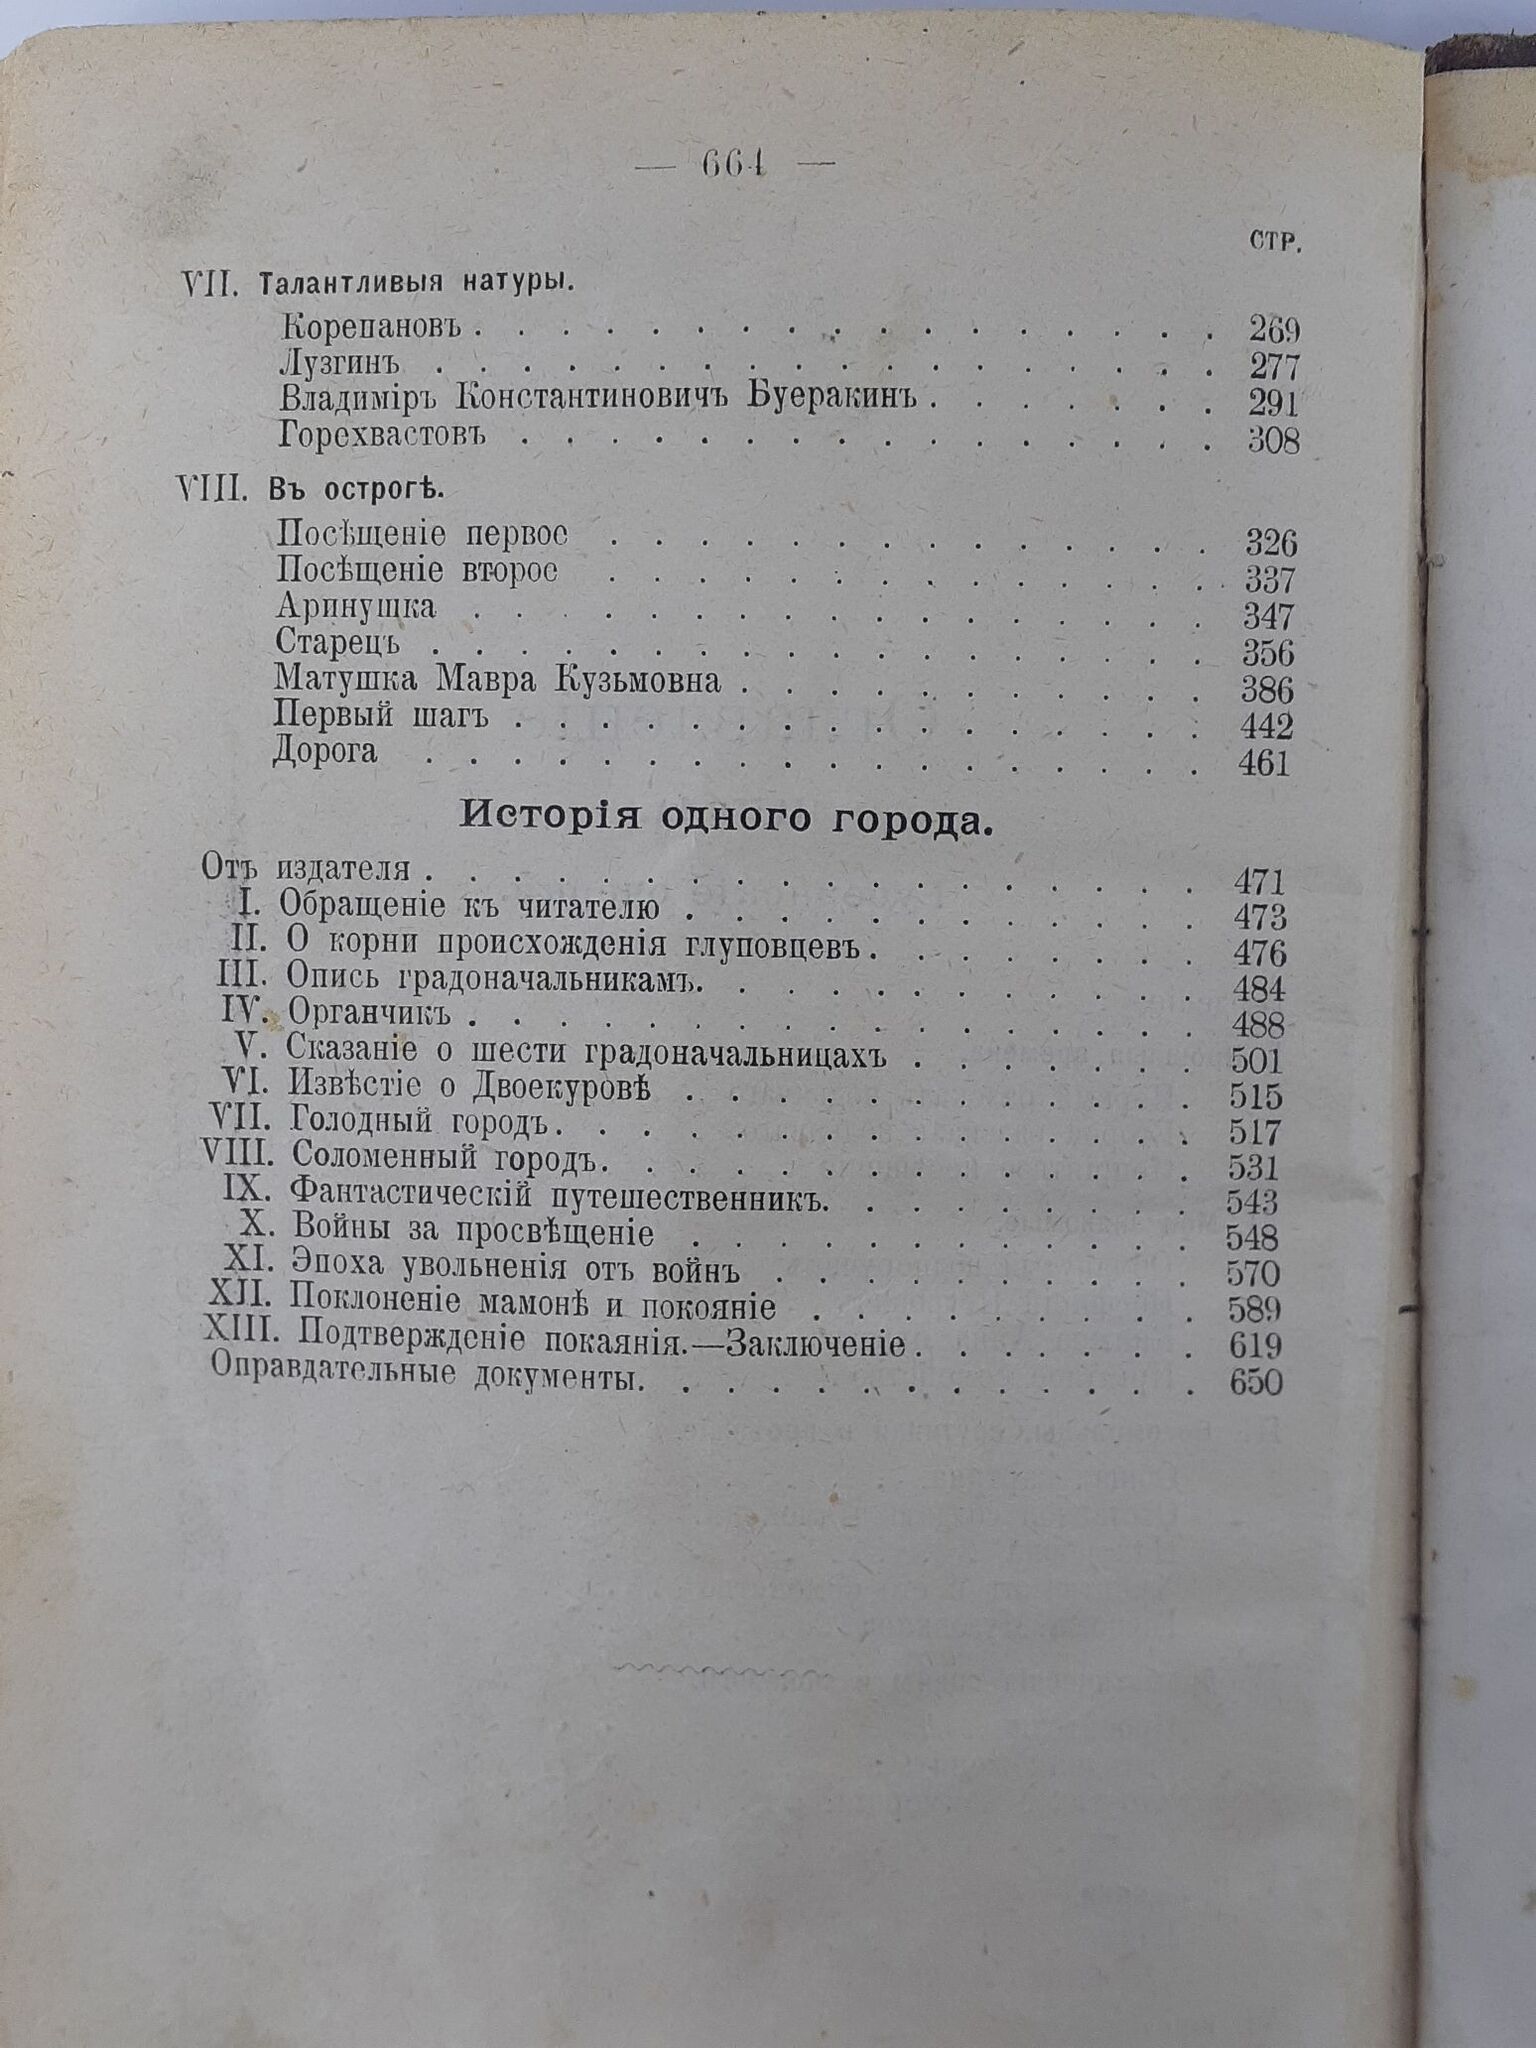 — 664 —
СТР.
VII. Талантливыя натуры.
Корепановъ . . . . . . . . . . . . . . . . . 269
Лузгинъ . . . . . . . . . . . . . . . . . . 277
Владиміръ Константиновичъ Буеракинъ . . . . . . . 291
Горехвастовъ . . . . . . . . . . . . . . . . 308
VIII. Въ острогѣ.
Посѣщеніе первое . . . . . . . . . . . . . . 326
Посѣщеніе второе . . . . . . . . . . . . . . 337
Аринушка . . . . . . . . . . . . . . . . . 347
Старецъ . . . . . . . . . . . . . . . . . . 356
Матушка Мавра Кузьмовна . . . . . . . . . . . 386
Первый шагъ . . . . . . . . . . . . . . . . 442
Дорога . . . . . . . . . . . . . . . . . . 461
Исторія одного города.
Отъ издателя . . . . . . . . . . . . . . . . . . 471
I. Обращеніе къ читателю . . . . . . . . . . . . 473
II. О корни происхожденія глуповцевъ . . . . . . . . 476
III. Опись градоначальникамъ. . . . . . . . . . . . 484
IV. Органчикъ . . . . . . . . . . . . . . . . . 488
V. Сказаніе о шести градоначальницахъ . . . . . . . 501
VI. Извѣстіе о Двоекуровѣ . . . . . . . . . . . . 515
VII. Голодный городъ. . . . . . . . . . . . . . . 517
VIII. Соломенный городъ. . . . . . . . . . . . . . 531
IX. Фантастическій путешественникъ. . . . . . . . . 543
X. Войны за просвѣщеніе . . . . . . . . . . . . 548
XI. Эпоха увольненія отъ войнъ . . . . . . . . . . 570
XII. Поклоненіе мамонѣ и покояніе . . . . . . . . . 589
XIII. Подтвержденіе покаянія.—Заключеніе . . . . . . . 619
Оправдательные документы. . . . . . . . . . . . . 650